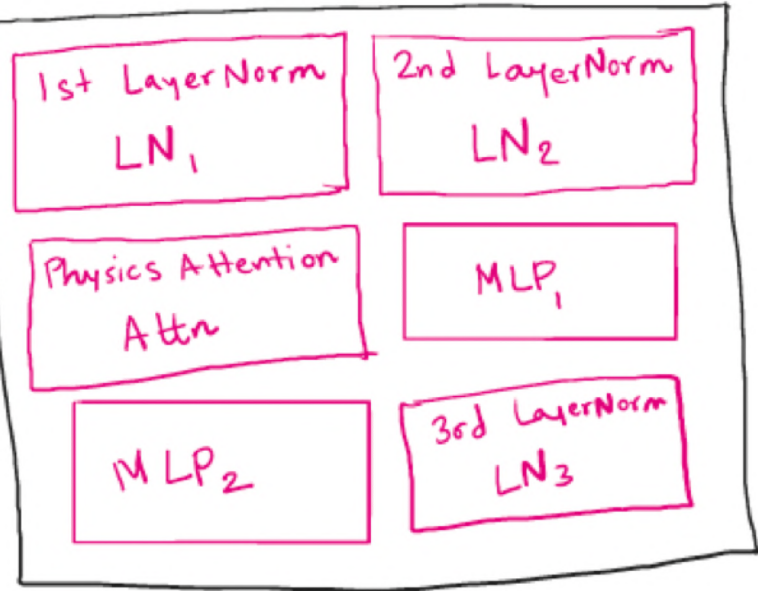 1st LayerNorm
LN₁
2nd LayerNorm
LN₂
Physics Attention
Attn
MLP₁
MLP₂
3rd LayerNorm
LN3